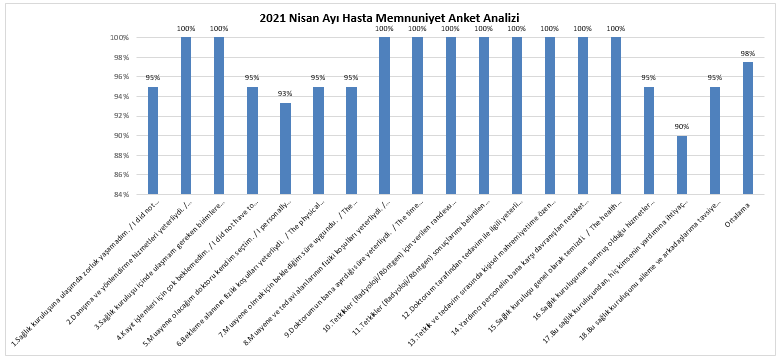 2021 Nisan Ayı Hasta Memnuniyet Anket Analizi
100%
98%
96%
94%
92%
90%
88%
86%
84%
95%
100%
100%
95%
93%
95%
95%
100%
100%
100%
100%
100%
100%
100%
100%
95%
90%
95%
98%
1.Sağlık kuruluşuna ulaşımda zorluk yaşamadım. / I did not...
2.Danışma ve yönlendirme hizmetleri yeterliydi. /...
3.Sağlık kuruluşu içinde ulaşmam gereken birimlere...
4.Kayıt işlemleri için çok beklemedim. / I did not have to...
5.Muayene olacağım doktoru kendim seçtim. / I personally...
6.Bekleme alanının fiziki koşulları yeterliydi. / The physical...
7.Muayene olmak için beklediğim süre uygundu. / The...
8.Muayene ve tedavi alanlarının fiziki koşulları yeterliydi. /...
9.Doktorumun bana ayırdığı süre yeterliydi. / The time...
10.Tetkikler (Radyoloji/Röntgen) için verilen randevu...
11.Tetkikler (Radyoloji/Röntgen) sonuçlarımı belirtilen...
12.Doktorum tarafından tedavim ile ilgili yeterli...
13.Tetkik ve tedavim sırasında kişisel mahremiyetime özen...
14.Yardımcı personelin bana karşı davranışları nezaket...
15.Sağlık kuruluşu genel olarak temizdi. / The health...
16.Sağlık kuruluşunun sunmuş olduğu hizmetler...
17.Bu sağlık kuruluşundan, hiç kimsenin yardımına ihtiyaç...
18.Bu sağlık kuruluşunu aileme ve arkadaşlarıma tavsiye...
Ortalama